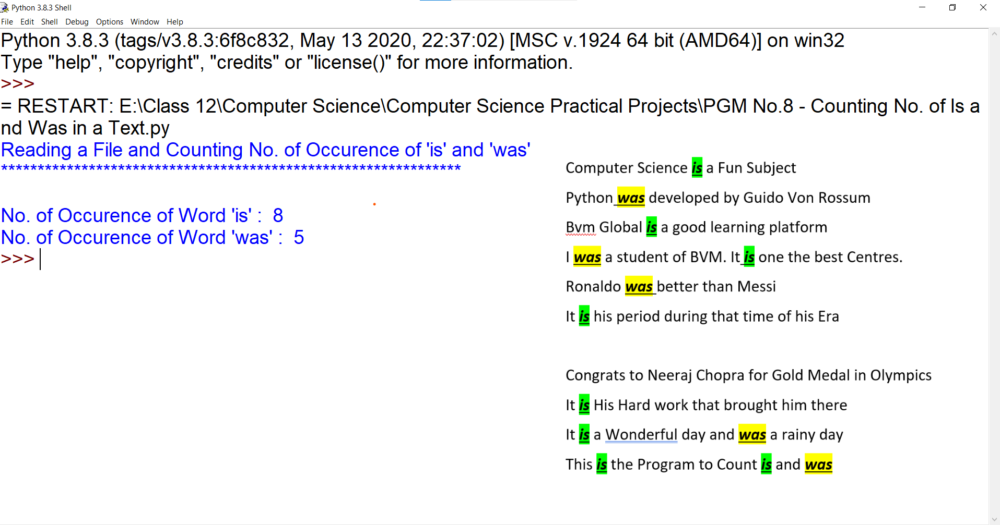 Python 3.8.3 Shell
File Edit Shell Debug Options Window Help
Python 3.8.3 (tags/v3.8.3:6f8c832, May 13 2020, 22:37:02) [MSC v.1924 64 bit (AMD64)] on win32
Type "help", "copyright", "credits" or "license()" for more information.
>>>
= RESTART: E:\Class 12\Computer Science\Computer Science Practical Projects\PGM No.8 - Counting No. of Is a
nd Was in a Text.py
Reading a File and Counting No. of Occurence of 'is' and 'was'
***************************************************************
No. of Occurence of Word 'is' :  8
No. of Occurence of Word 'was' :  5
>>>
Computer Science is a Fun Subject
Python was developed by Guido Von Rossum
Bvm Global is a good learning platform
I was a student of BVM. It is one the best Centres.
Ronaldo was better than Messi
It is his period during that time of his Era
Congrats to Neeraj Chopra for Gold Medal in Olympics
It is His Hard work that brought him there
It is a Wonderful day and was a rainy day
This is the Program to Count is and was